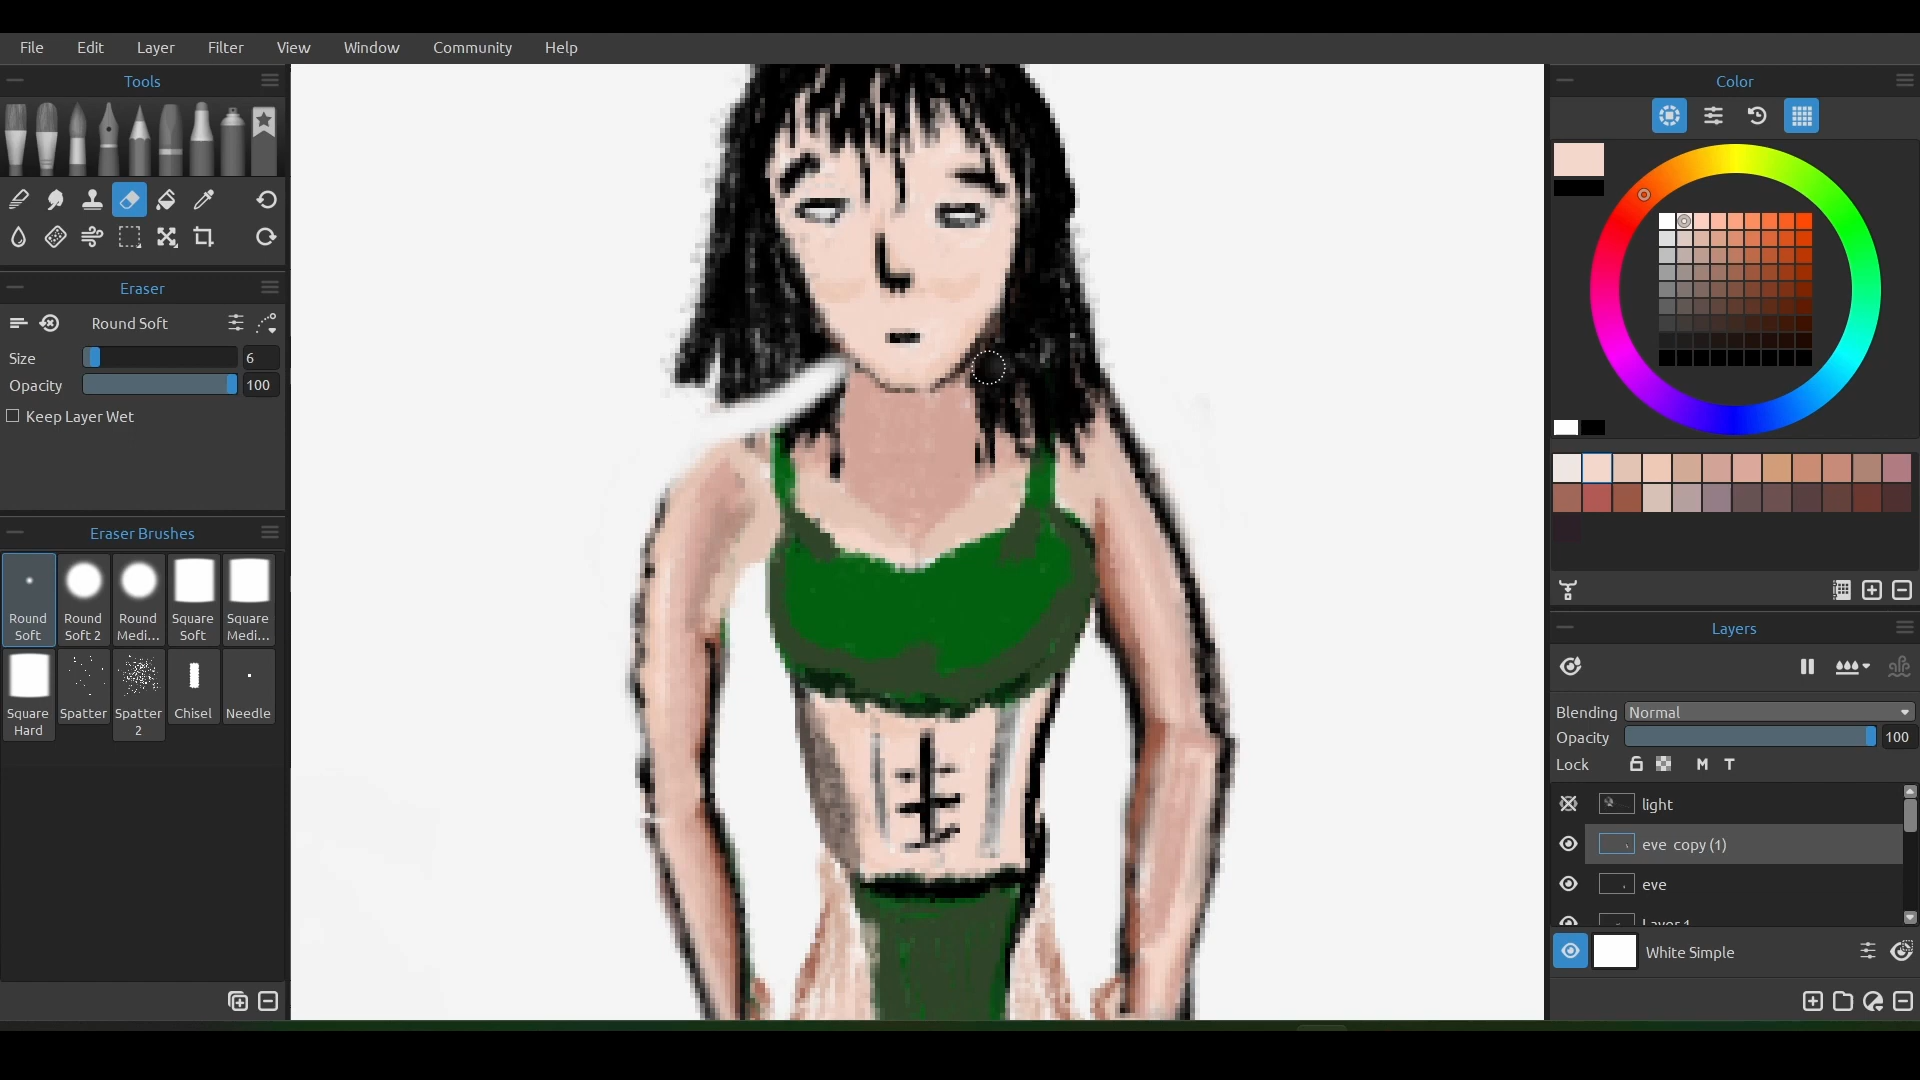 File Edit Layer Filter View Window Community Help
Tools
Eraser
Round Soft
Size 6
Opacity 100
Keep Layer Wet
Eraser Brushes
Round Soft
Round Soft 2
Round Medi...
Square Soft
Square Medi...
Square Hard
Spatter
Spatter 2
Chisel
Needle
Color
Layers
Blending Normal
Opacity 100
Lock M T
light
eve copy (1)
eve
Layer 1
White Simple